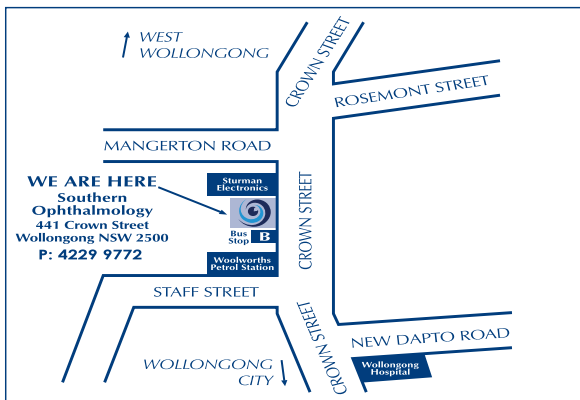 WEST
WOLLONGONG
CROWN STREET
ROSEMONT STREET
MANGERTON ROAD
WE ARE HERE
Southern
Ophthalmology
441 Crown Street
Wollongong NSW 2500
P: 4229 9772
Sturman
Electronics
Bus
Stop
B
CROWN STREET
Woolworths
Petrol Station
STAFF STREET
CROWN STREET
NEW DAPTO ROAD
Wollongong
Hospital
WOLLONGONG
CITY